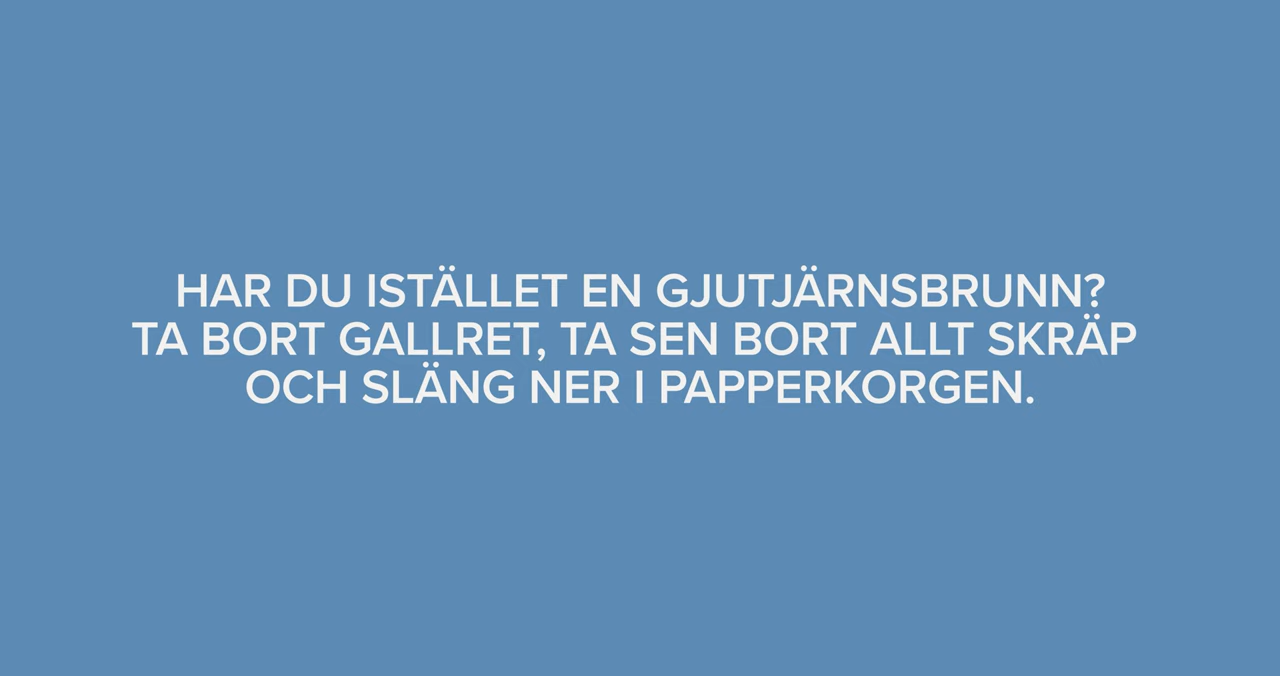 HAR DU ISTÄLLET EN GJUTJÄRNSBRUNN?
TA BORT GALLRET, TA SEN BORT ALLT SKRÄP
OCH SLÄNG NER I PAPPERKORGEN.